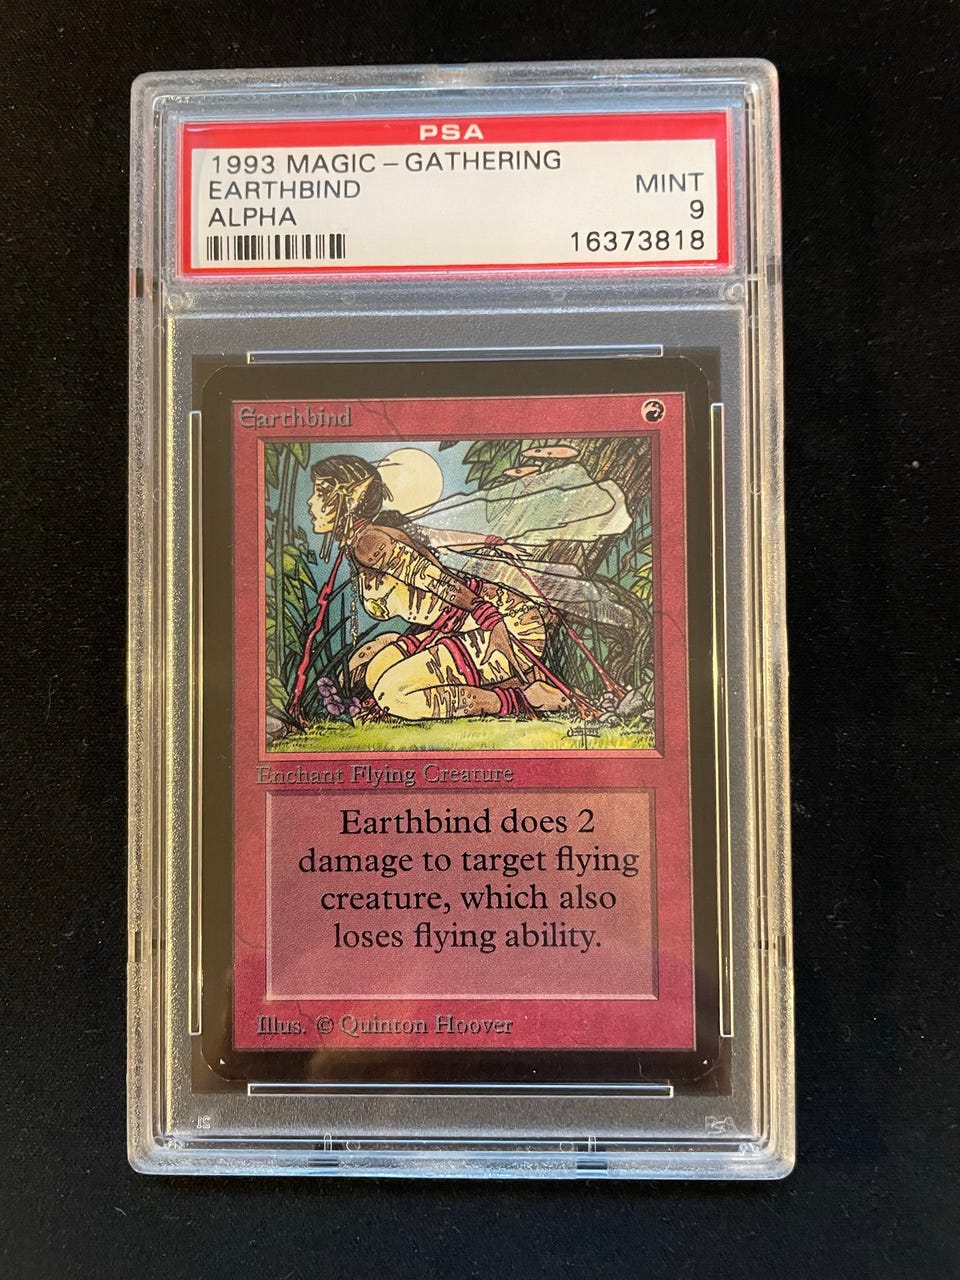 PSA
1993 MAGIC – GATHERING
EARTHBIND
MINT
ALPHA
9
16373818
Earthbind
Enchant Flying Creature
Earthbind does 2
damage to target flying
creature, which also
loses flying ability.
Illus. © Quinton Hoover
PSA